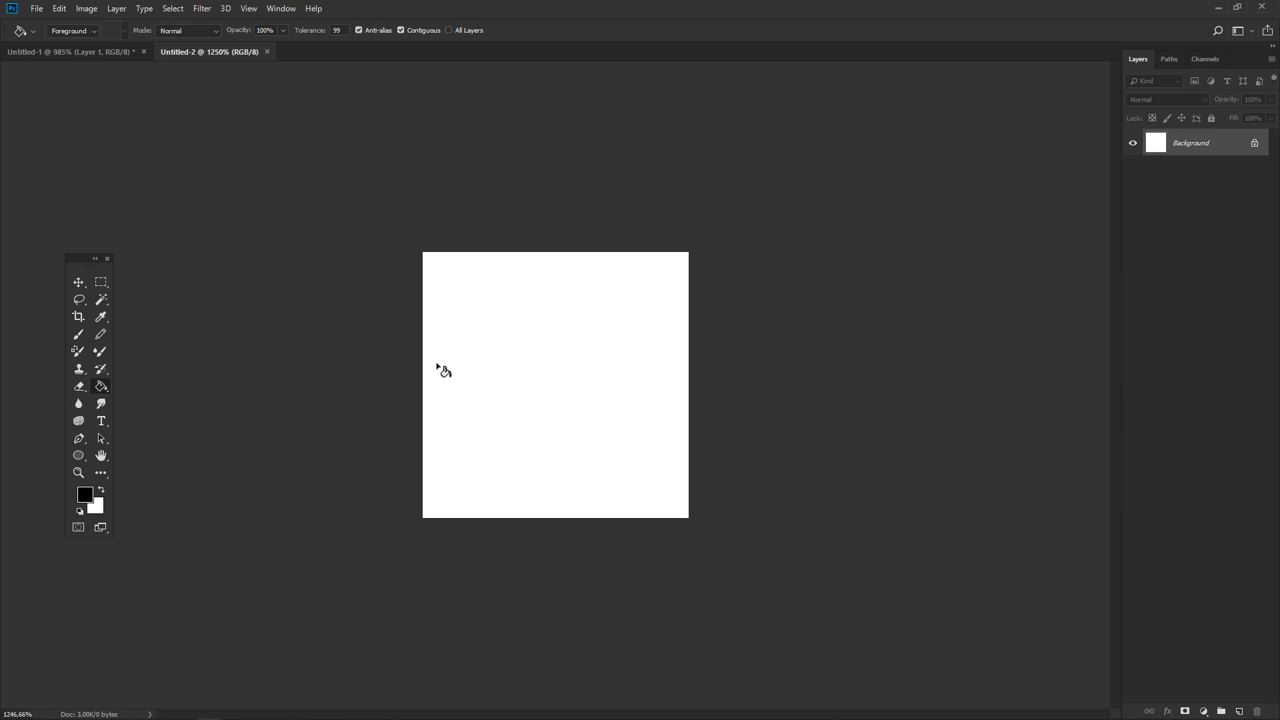 Ps File Edit Image Layer Type Select Filter 3D View Window Help
Foreground Mode: Normal Opacity: 100% Tolerance: 99 Anti-alias Contiguous All Layers
Untitled-1 @ 985% (Layer 1, RGB/8) * Untitled-2 @ 1250% (RGB/8)
Layers Paths Channels
Kind
Normal Opacity: 100%
Lock: Fill: 100%
Background
1246,66% Doc: 3,00K/0 bytes